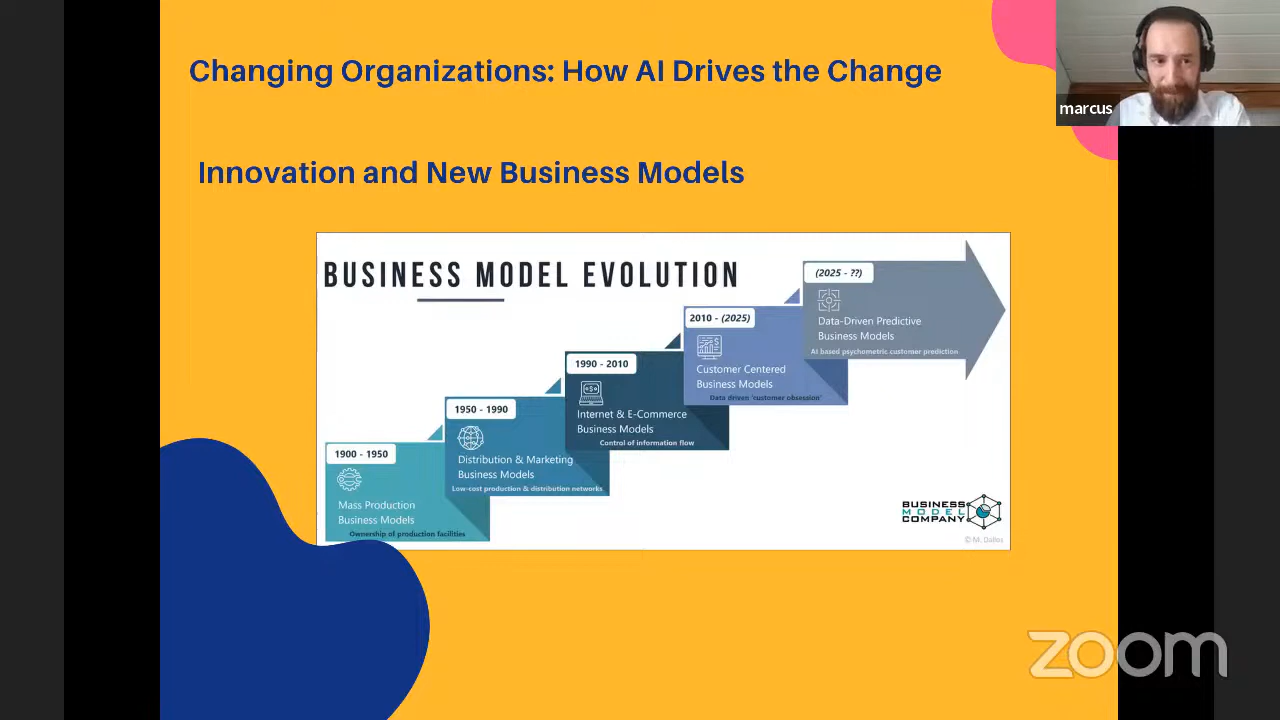 Changing Organizations: How AI Drives the Change
marcus
Innovation and New Business Models
BUSINESS MODEL EVOLUTION
(2025 - ??)
Data-Driven Predictive
Business Models
AI based psychometric customer prediction
2010 - (2025)
Customer Centered
Business Models
Data driven 'customer obsession'
1990 - 2010
Internet & E-Commerce
Business Models
Control of information flow
1950 - 1990
Distribution & Marketing
Business Models
Low-cost production & distribution networks
1900 - 1950
Mass Production
Business Models
Ownership of production facilities
BUSINESS
MODEL
COMPANY
© M. Dallos
zoom